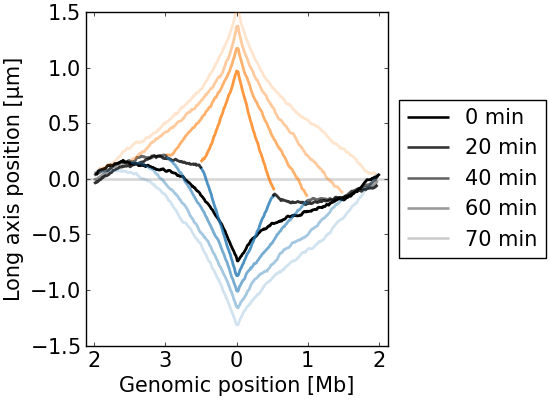 1.5
1.0
0.5
0.0
−0.5
−1.0
−1.5
Long axis position [μm]
2 3 0 1 2
Genomic position [Mb]
0 min
20 min
40 min
60 min
70 min